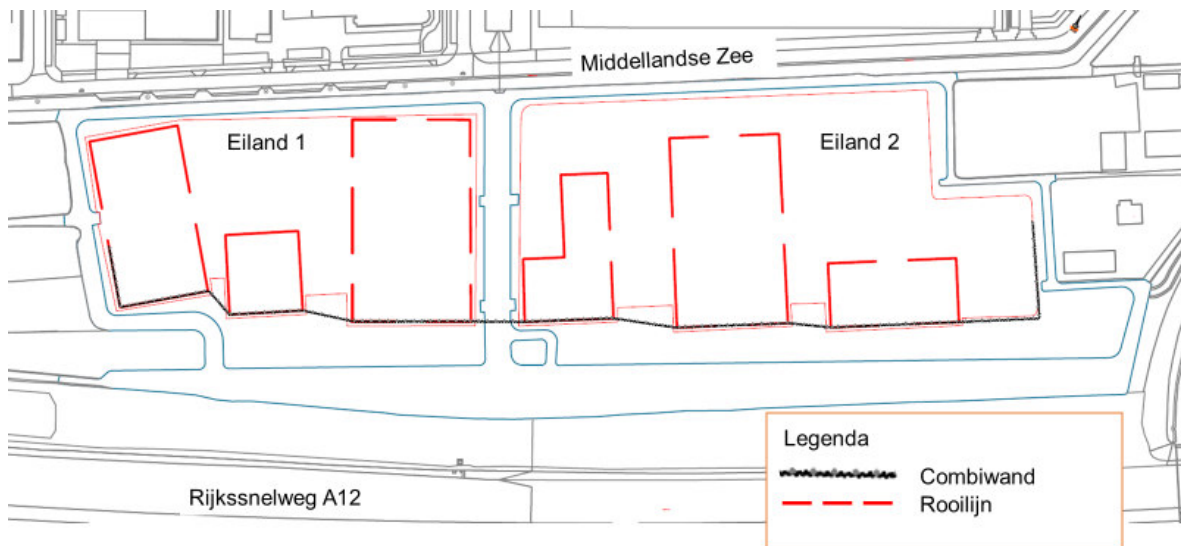 Middellandse Zee
Eiland 1
Eiland 2
Legenda
Combiwand
Rooilijn
Rijkssnelweg A12